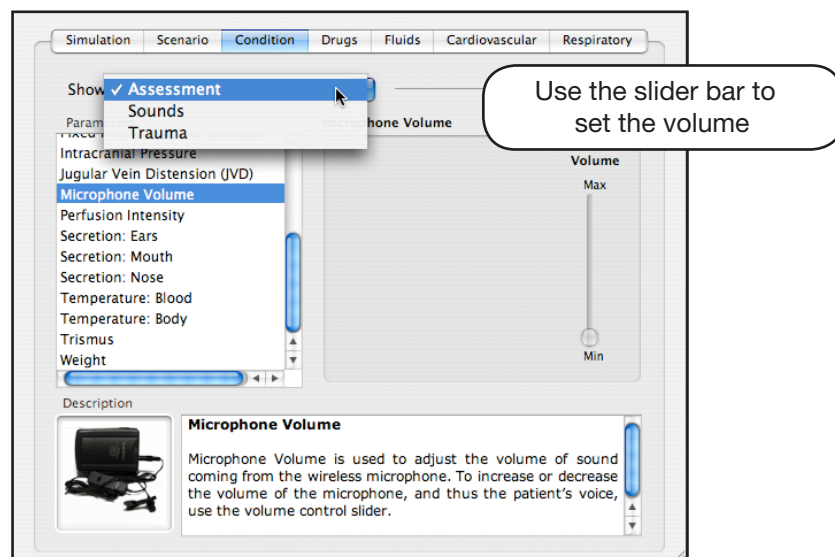 Simulation Scenario Condition Drugs Fluids Cardiovascular Respiratory
Show
✓ Assessment
Sounds
Trauma
Use the slider bar to
set the volume
Intracranial Pressure
Jugular Vein Distension (JVD)
Microphone Volume
Perfusion Intensity
Secretion: Ears
Secretion: Mouth
Secretion: Nose
Temperature: Blood
Temperature: Body
Trismus
Weight
Microphone Volume
Volume
Max
Min
Description
Microphone Volume
Microphone Volume is used to adjust the volume of sound
coming from the wireless microphone. To increase or decrease
the volume of the microphone, and thus the patient's voice,
use the volume control slider.